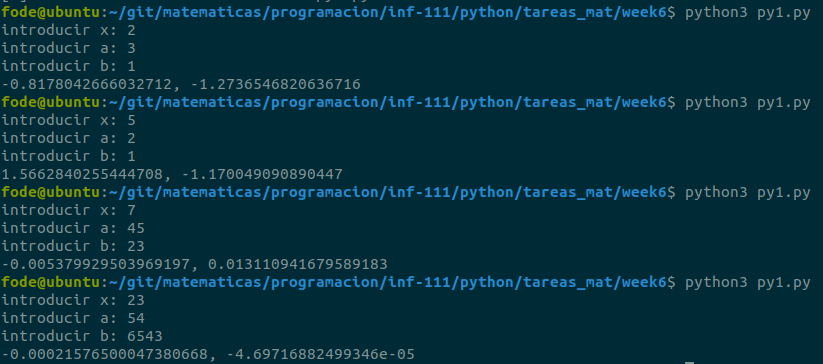 fode@ubuntu:~/git/matematicas/programacion/inf-111/python/tareas_mat/week6$ python3 py1.py
introducir x: 2
introducir a: 3
introducir b: 1
-0.8178042666032712, -1.2736546820636716
fode@ubuntu:~/git/matematicas/programacion/inf-111/python/tareas_mat/week6$ python3 py1.py
introducir x: 5
introducir a: 2
introducir b: 1
1.5662840255444708, -1.170049090890447
fode@ubuntu:~/git/matematicas/programacion/inf-111/python/tareas_mat/week6$ python3 py1.py
introducir x: 7
introducir a: 45
introducir b: 23
-0.005379929503969197, 0.013110941679589183
fode@ubuntu:~/git/matematicas/programacion/inf-111/python/tareas_mat/week6$ python3 py1.py
introducir x: 23
introducir a: 54
introducir b: 6543
-0.00021576500047380668, -4.69716882499346e-05